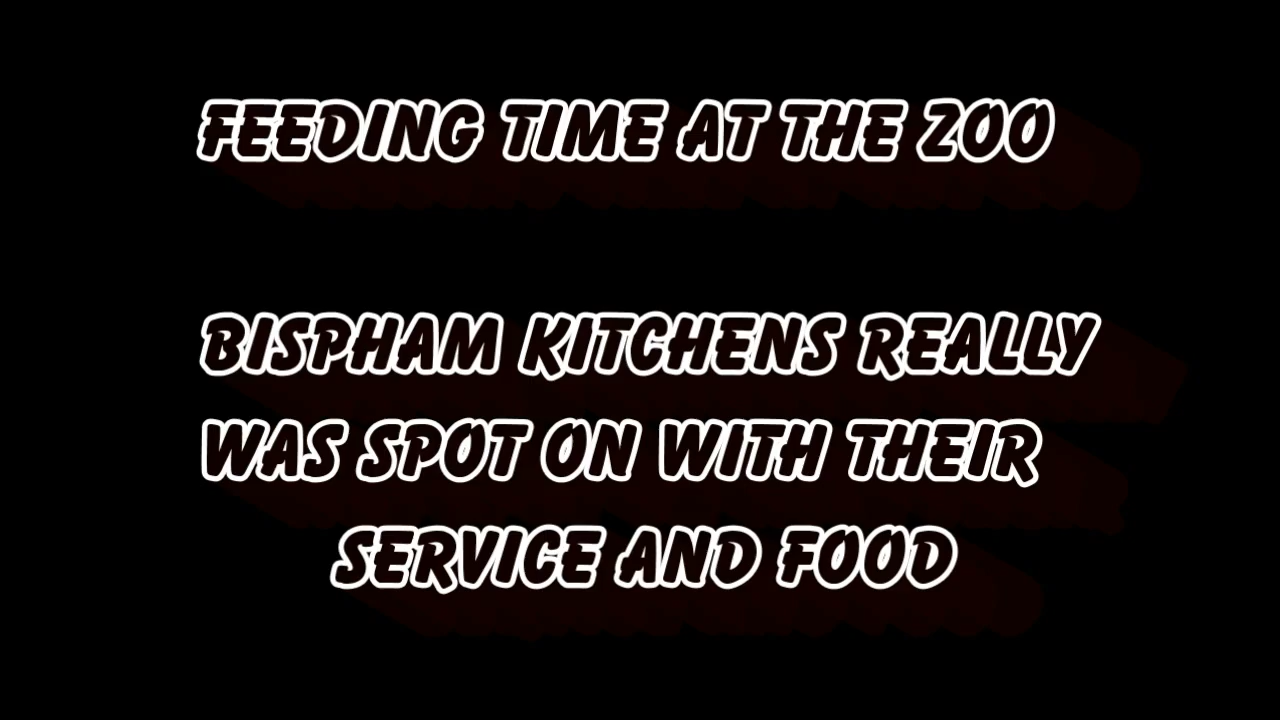 FEEDING TIME AT THE ZOO
BISPHAM KITCHENS REALLY
WAS SPOT ON WITH THEIR
SERVICE AND FOOD